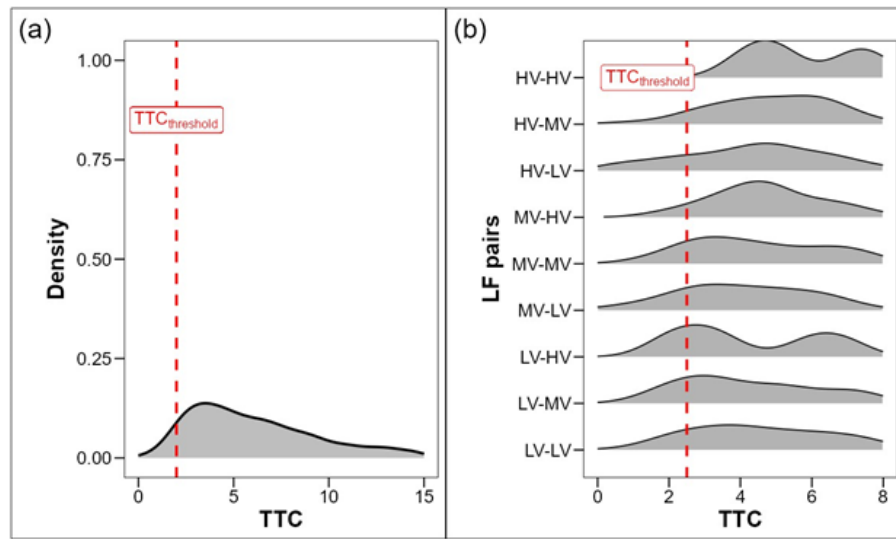 (a)
1.00
TTCthreshold
0.75
0.50
0.25
0.00
Density
0 5 10 15
TTC
(b)
HV-HV
TTCthreshold
HV-MV
HV-LV
MV-HV
MV-MV
MV-LV
LV-HV
LV-MV
LV-LV
LF pairs
0 2 4 6 8
TTC